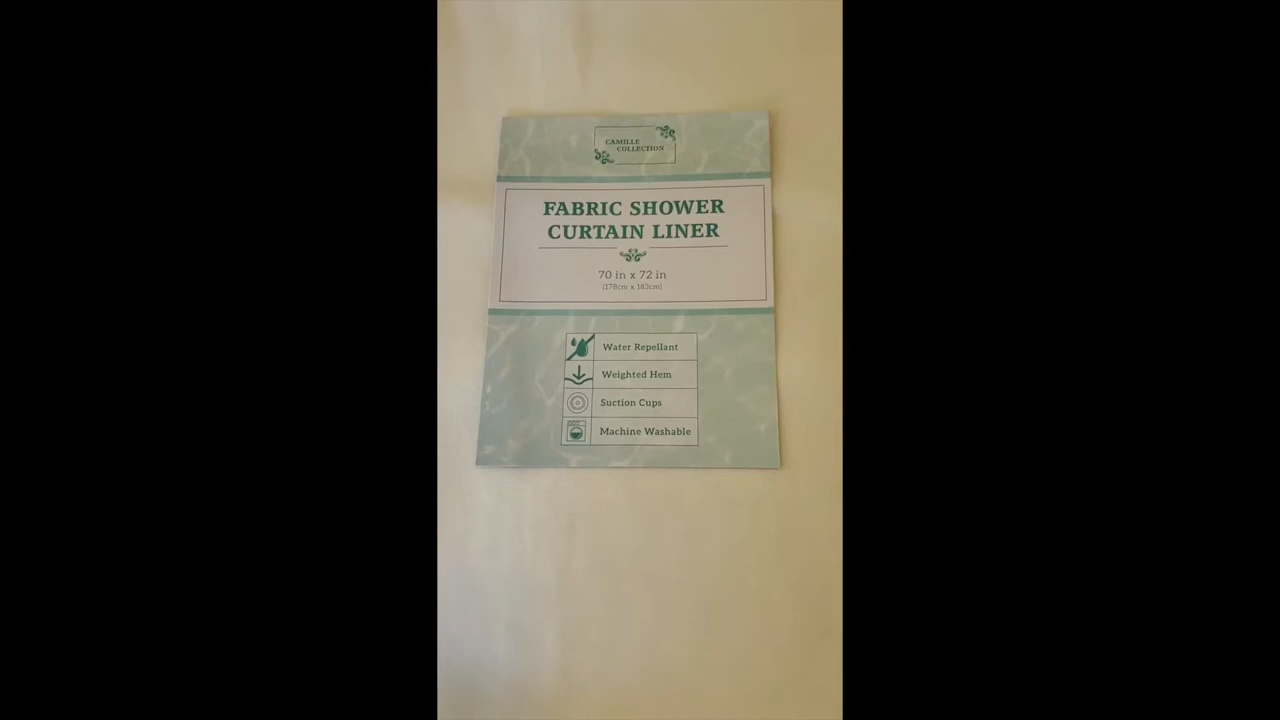 CAMILLE
COLLECTION
FABRIC SHOWER
CURTAIN LINER
70 in x 72 in
(178cm x 183cm)
Water Repellant
Weighted Hem
Suction Cups
Machine Washable